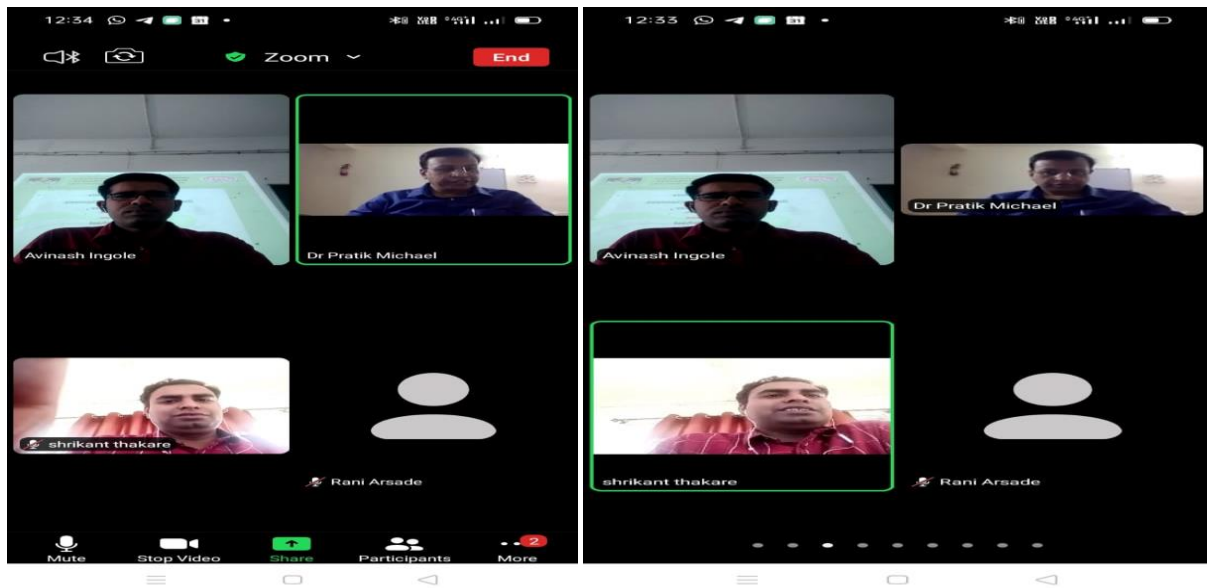 12:34
Zoom
End
Avinash Ingole
Dr Pratik Michael
shrikant thakare
Rani Arsade
Mute
Stop Video
Share
Participants
2
More
12:33
Avinash Ingole
Dr Pratik Michael
shrikant thakare
Rani Arsade